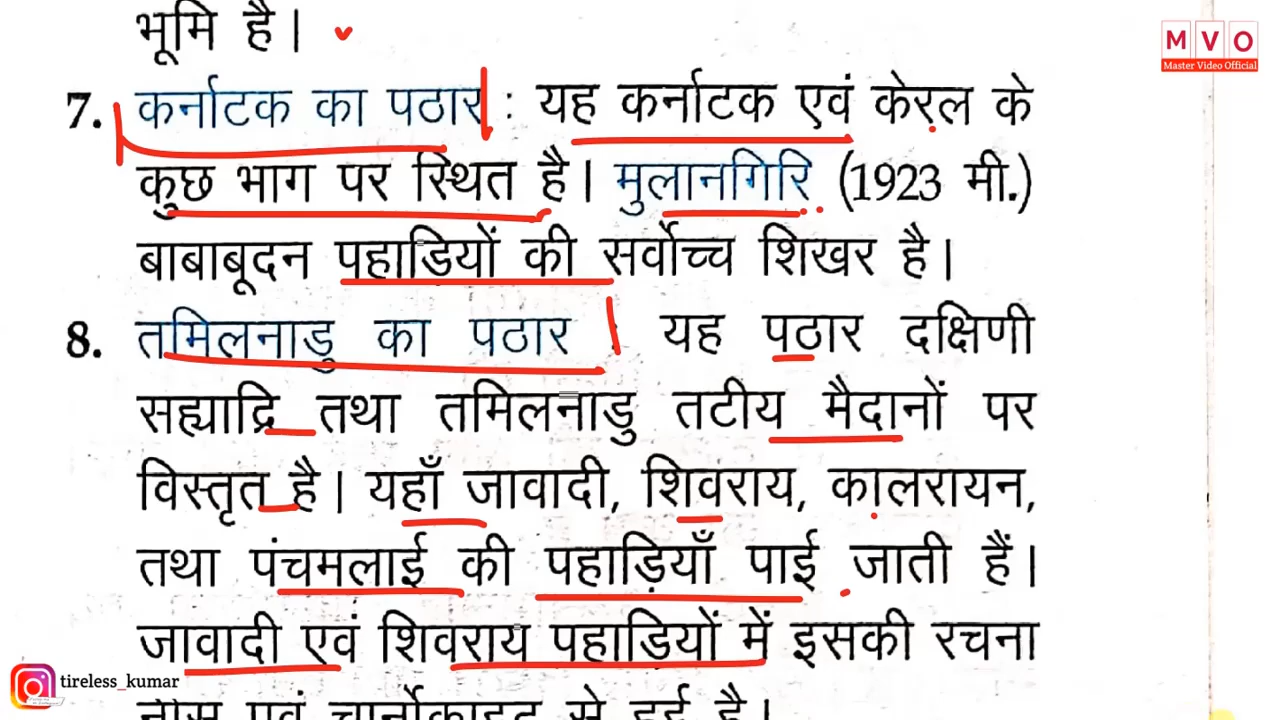 भूमि है।
M V O
Master Video Official
7. कर्नाटक का पठार : यह कर्नाटक एवं केरल के
कुछ भाग पर स्थित है। मुलानगिरि (1923 मी.)
बाबाबूदन पहाडियों की सर्वोच्च शिखर है।
8. तमिलनाडु का पठार : यह पठार दक्षिणी
सह्याद्रि तथा तमिलनाडु तटीय मैदानों पर
विस्तृत है। यहाँ जावादी, शिवराय, कालरायन,
तथा पंचमलाई की पहाड़ियाँ पाई जाती हैं।
जावादी एवं शिवराय पहाडियों में इसकी रचना
नीस एवं चार्नोकाइट से हुई है।
tireless_kumar